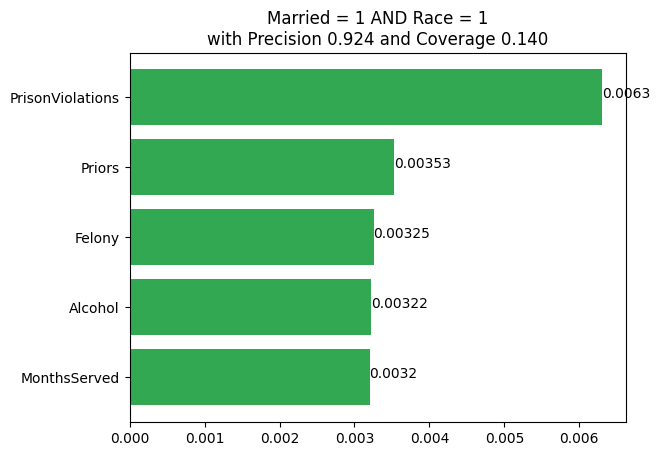 Married = 1 AND Race = 1
with Precision 0.924 and Coverage 0.140
PrisonViolations
0.0063
Priors
0.00353
Felony
0.00325
Alcohol
0.00322
MonthsServed
0.0032
0.000 0.001 0.002 0.003 0.004 0.005 0.006